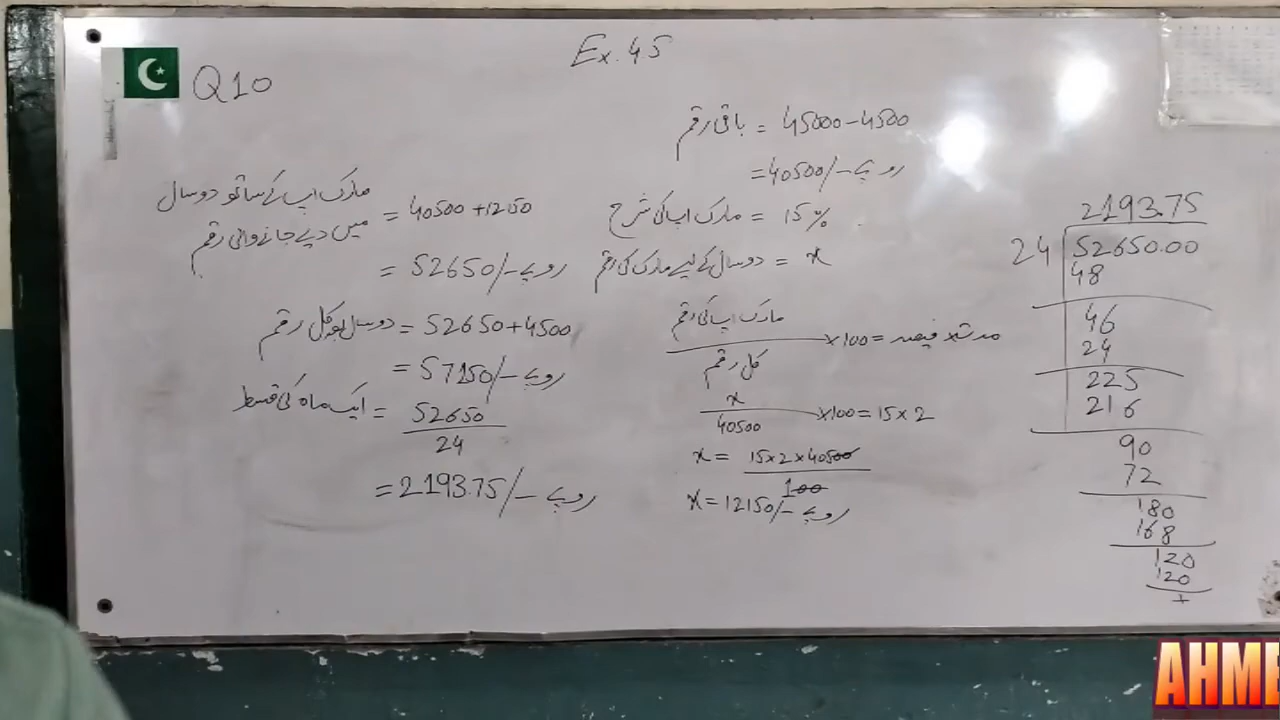 Ex. 45
Q10
باقی رقم = 45000 - 4500
= 40500/- روپے
مارک اپ کی شرح = 15%
دو سال کے لیے مارک کی رقم = x
مارک اپ کی رقم / کل رقم × 100 = مدت × فیصد
x / 40500 × 100 = 15 × 2
x = 15×2×40500 / 100
x = 12150/- روپے
مارک اپ کے ساتھ دو سال
میں دیے جانے والی رقم = 40500 + 12150
= 52650/- روپے
دو سال بعد کل رقم = 52650 + 4500
= 57150/- روپے
ایک ماہ کی قسط = 52650 / 24
= 2193.75/- روپے
2193.75
24 52650.00
48
46
24
225
216
90
72
180
168
120
120
+
AHME